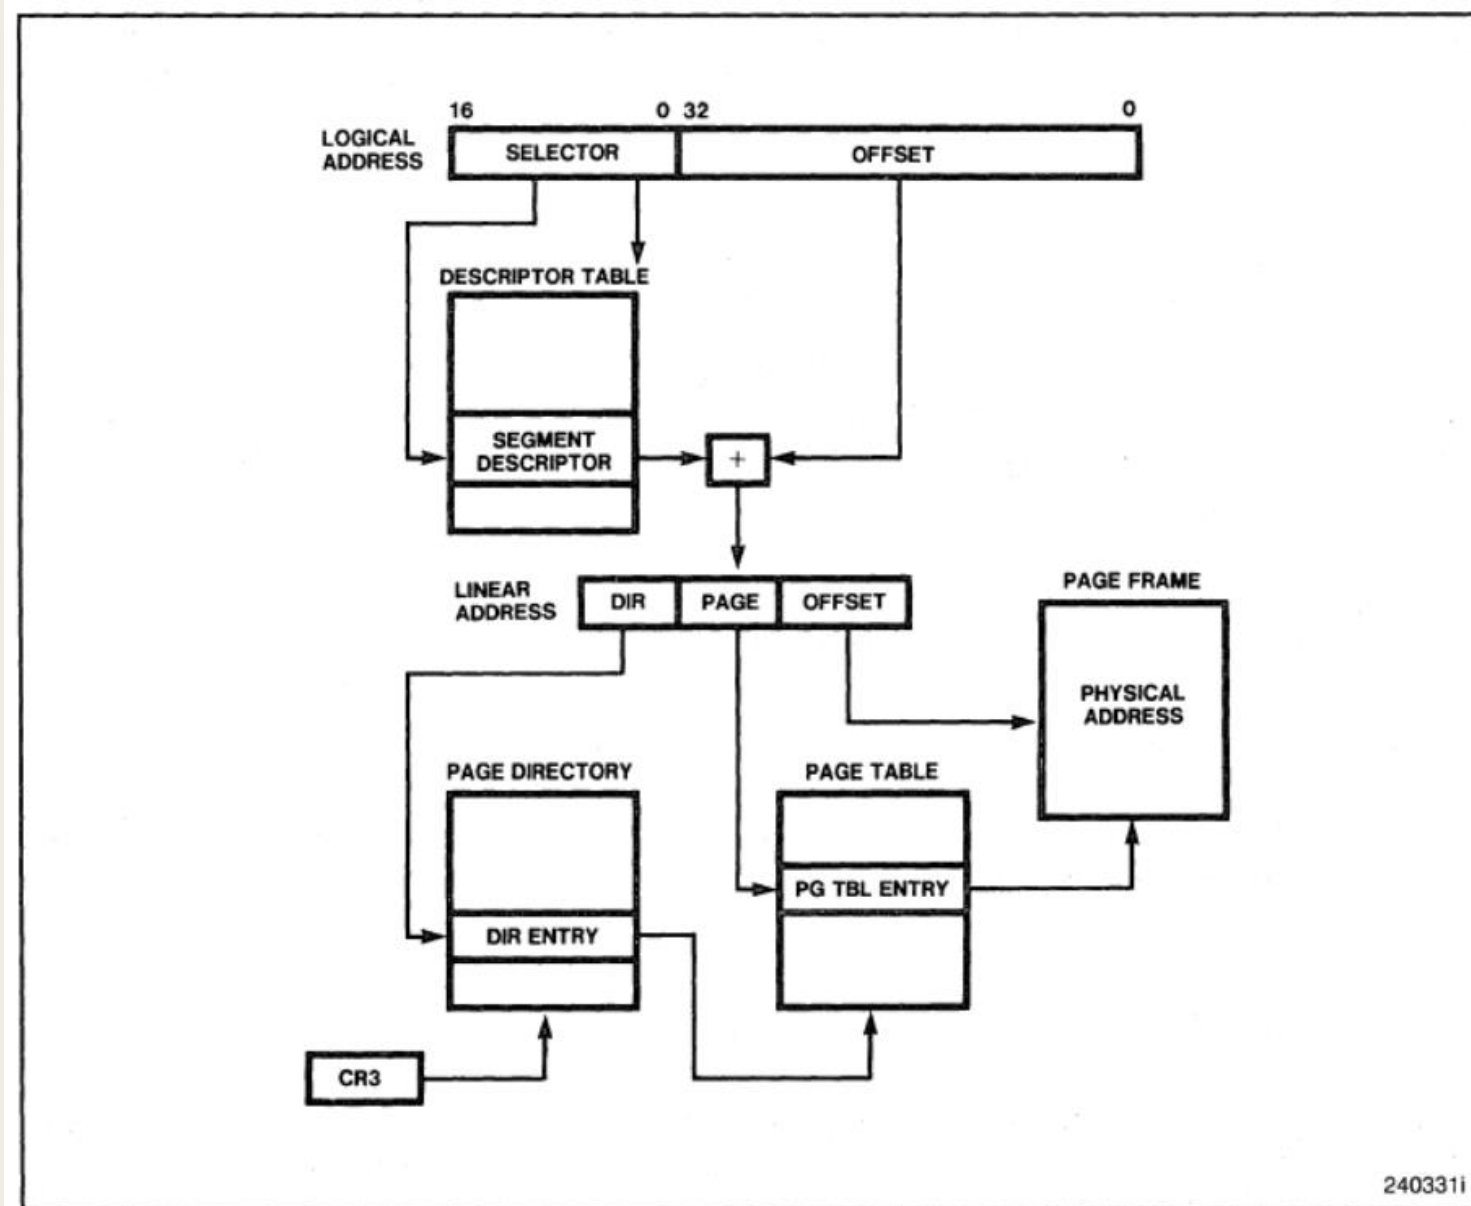 16 0 32 0
LOGICAL
ADDRESS
SELECTOR
OFFSET
DESCRIPTOR TABLE
SEGMENT
DESCRIPTOR
+
LINEAR
ADDRESS
DIR
PAGE
OFFSET
PAGE FRAME
PHYSICAL
ADDRESS
PAGE DIRECTORY
PAGE TABLE
PG TBL ENTRY
DIR ENTRY
CR3
240331i